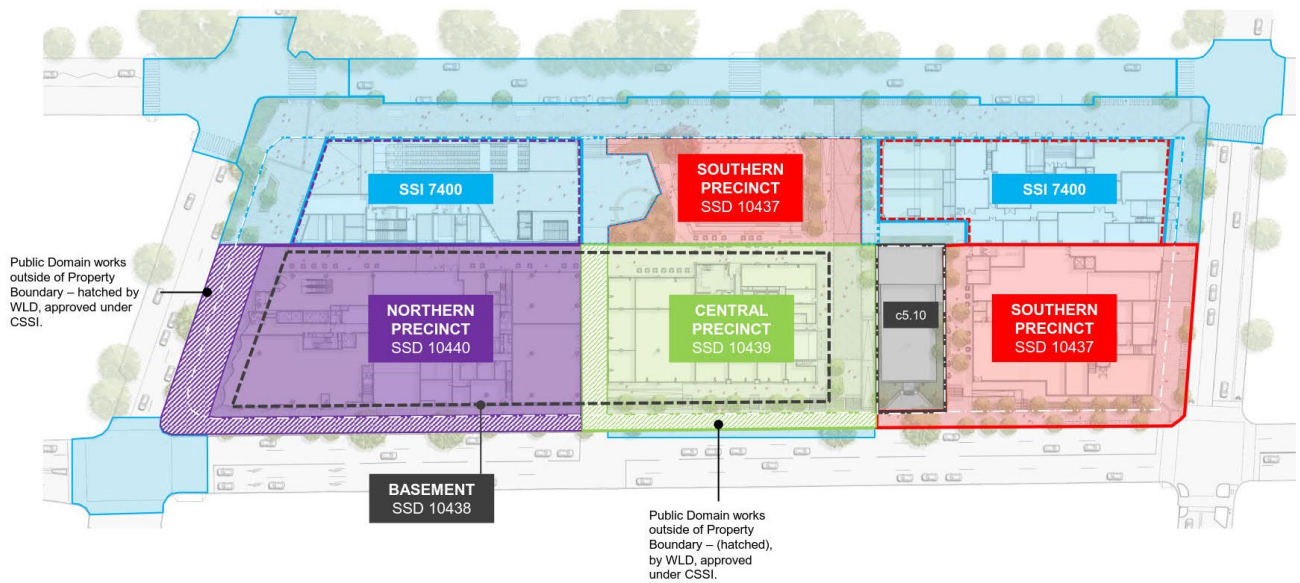 SSI 7400
SOUTHERN
PRECINCT
SSD 10437
SSI 7400
Public Domain works
outside of Property
Boundary – hatched by
WLD, approved under
CSSI.
NORTHERN
PRECINCT
SSD 10440
CENTRAL
PRECINCT
SSD 10439
c5.10
SOUTHERN
PRECINCT
SSD 10437
BASEMENT
SSD 10438
Public Domain works
outside of Property
Boundary – (hatched),
by WLD, approved
under CSSI.